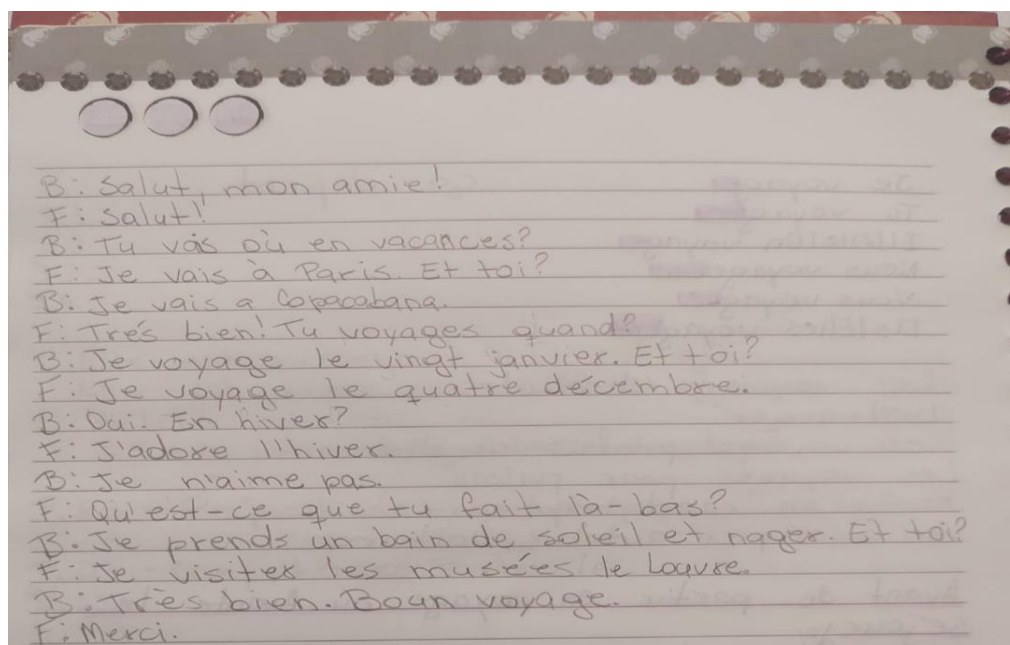 B: Salut, mon amie!
F: Salut!
B: Tu vas où en vacances?
F: Je vais à Paris. Et toi?
B: Je vais a Copacabana.
F: Trés bien! Tu voyages quand?
B: Je voyage le vingt janvier. Et toi?
F: Je voyage le quatre décembre.
B: Oui. En hiver?
F: J'adore l'hiver.
B: Je n'aime pas.
F: Qu'est-ce que tu fait là-bas?
B: Je prends un bain de soleil et nager. Et toi?
F: Je visiter les musées le Louvre.
B: Très bien. Boun voyage.
F: Merci.